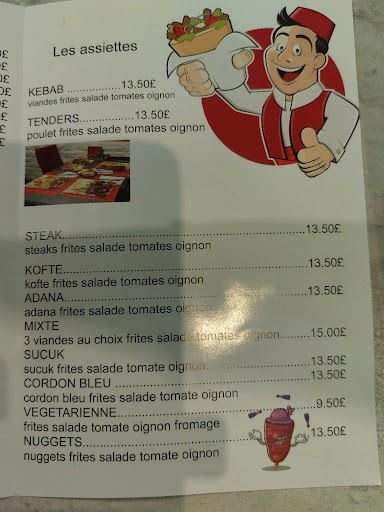 Les assiettes
KEBAB ...............13.50£
viandes frites salade tomates oignon
TENDERS...............13.50£
poulet frites salade tomates oignon
STEAK...............13.50£
steaks frites salade tomates oignon
KOFTE...............13.50£
kofte frites salade tomates oignon
ADANA...............13.50£
adana frites salade tomates oignon
MIXTE
3 viandes au choix frites salade tomates oignon..........15.00£
SUCUK
sucuk frites salade tomate oignon...............13.50£
CORDON BLEU ...............13.50£
cordon bleu frites salade tomate oignon
VEGETARIENNE...............9.50£
frites salade tomate oignon fromage
NUGGETS...............13.50£
nuggets frites salade tomate oignon